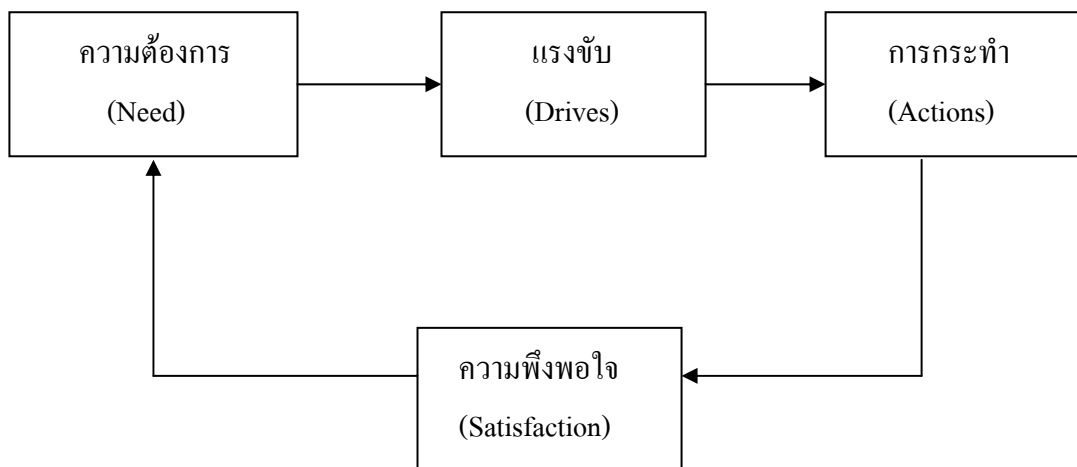 ความต้องการ
(Need)
แรงขับ
(Drives)
การกระทำ
(Actions)
ความพึงพอใจ
(Satisfaction)